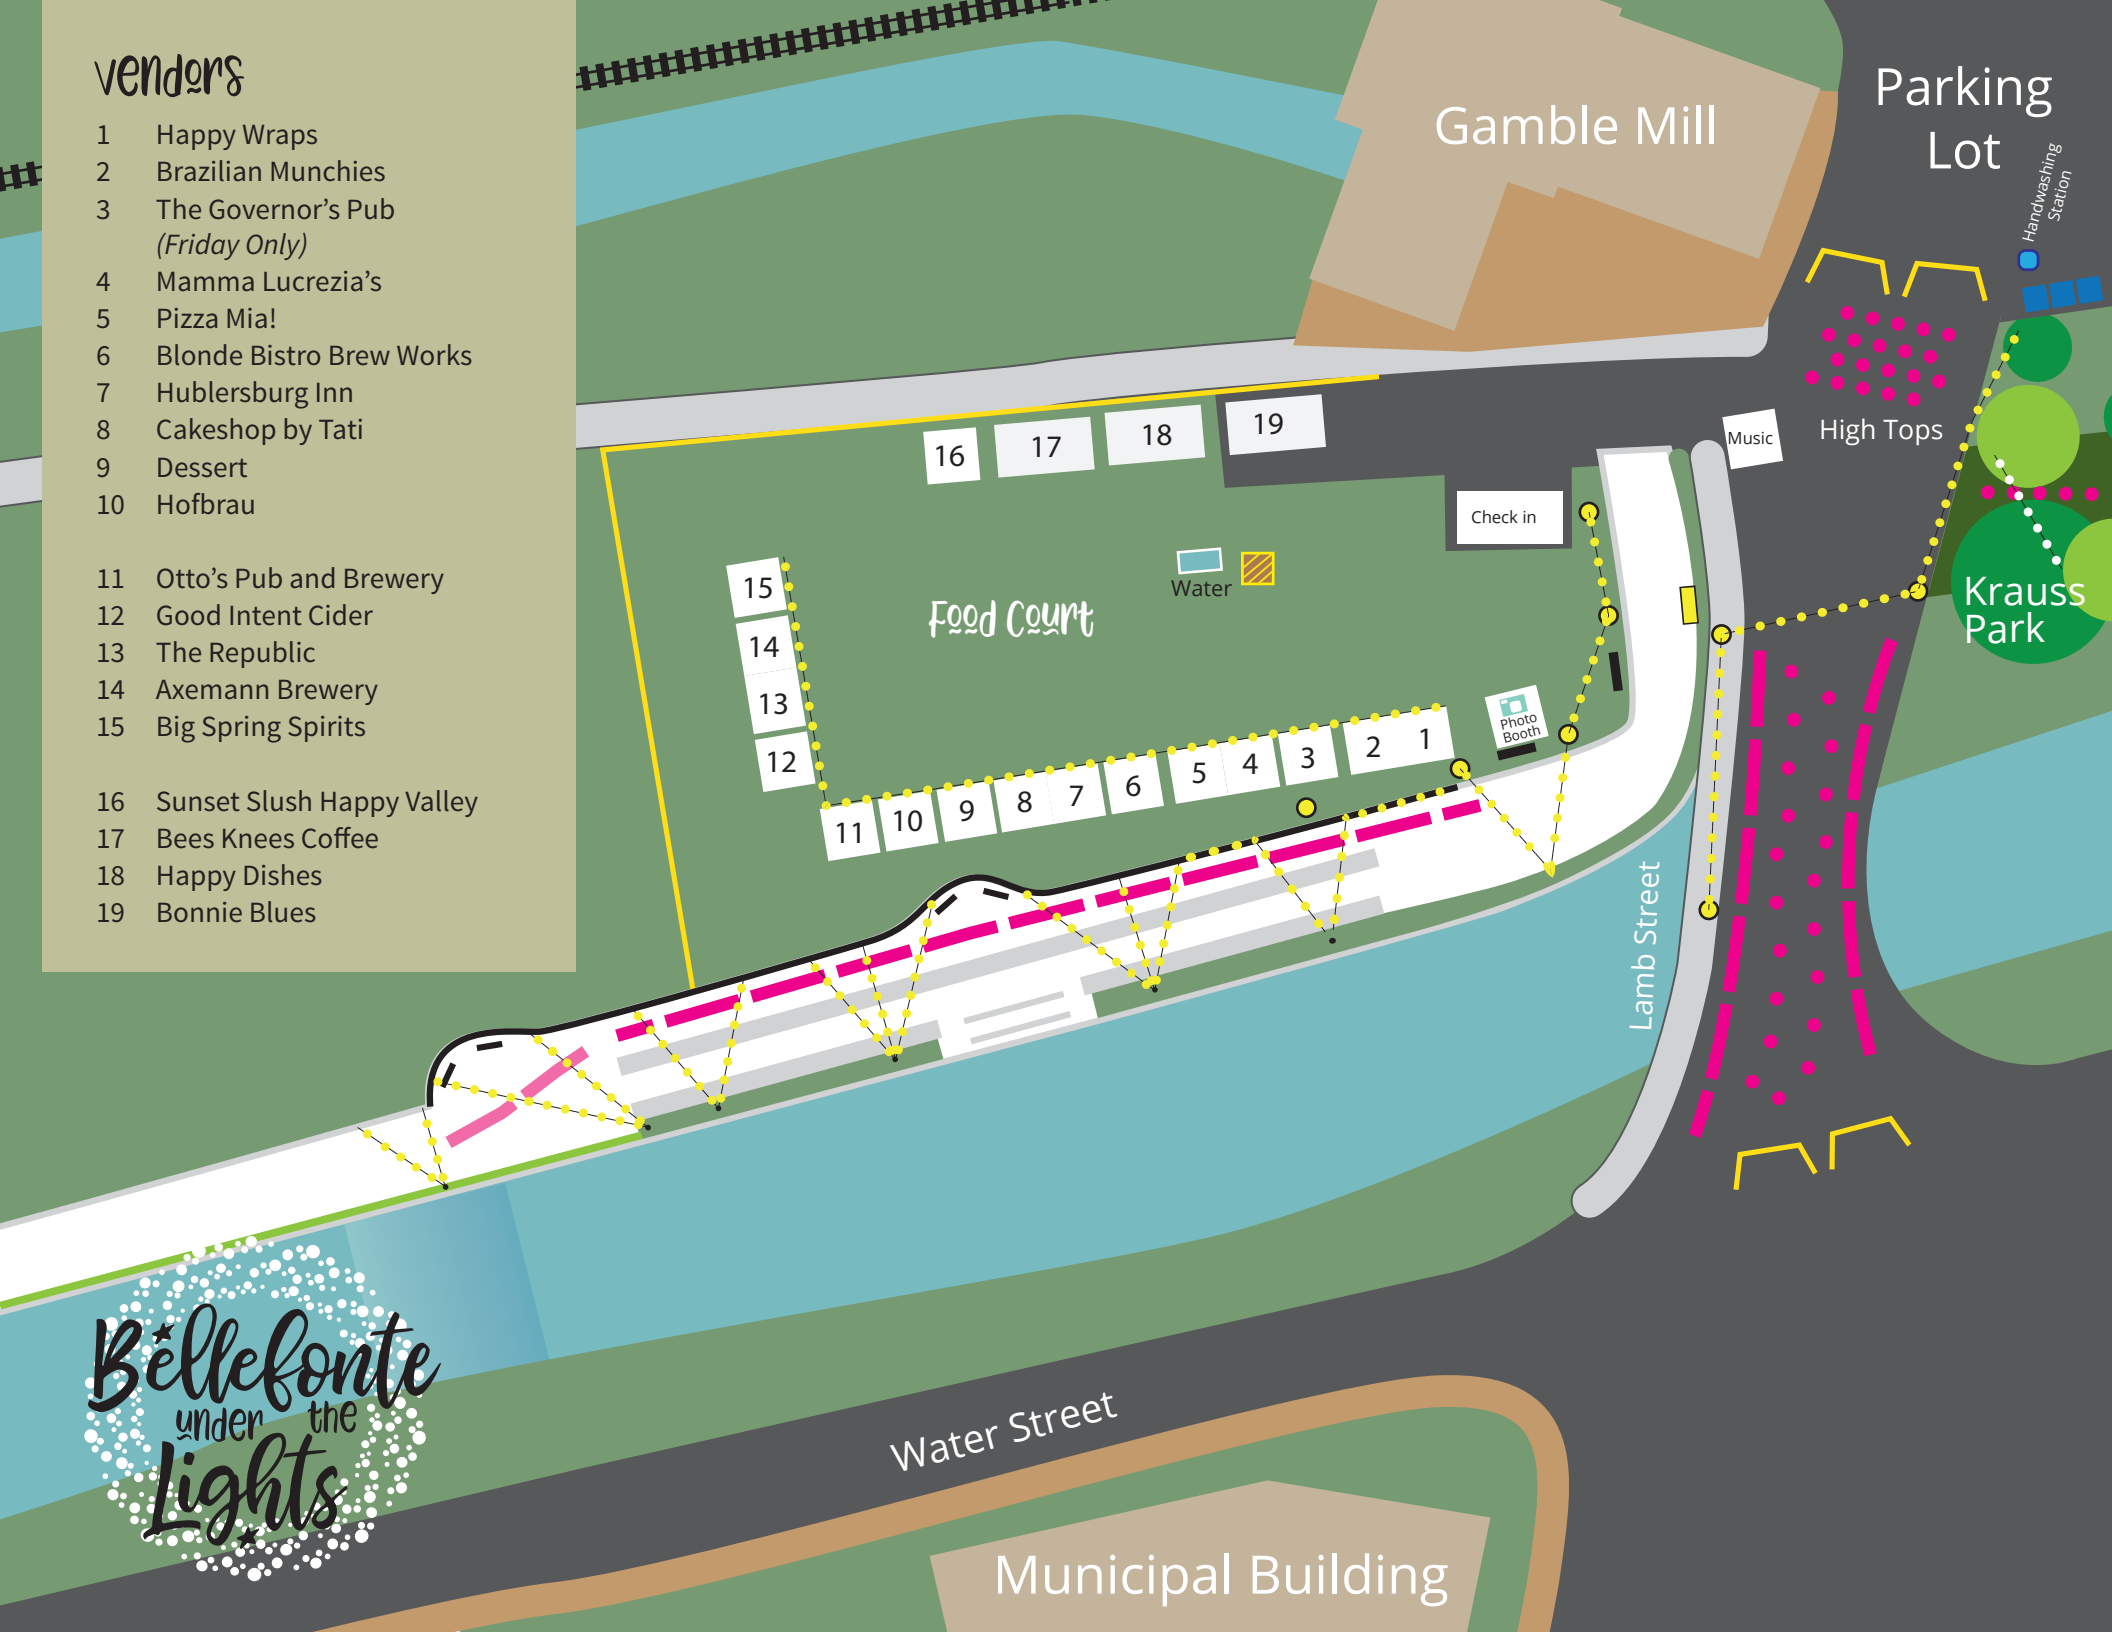 vendors
1 Happy Wraps
2 Brazilian Munchies
3 The Governor’s Pub
(Friday Only)
4 Mamma Lucrezia’s
5 Pizza Mia!
6 Blonde Bistro Brew Works
7 Hublersburg Inn
8 Cakeshop by Tati
9 Dessert
10 Hofbrau
11 Otto’s Pub and Brewery
12 Good Intent Cider
13 The Republic
14 Axemann Brewery
15 Big Spring Spirits
16 Sunset Slush Happy Valley
17 Bees Knees Coffee
18 Happy Dishes
19 Bonnie Blues
Gamble Mill
Parking
Lot
Handwashing
Station
High Tops
Music
Krauss
Park
16
17
18
19
Check in
Water
Food Court
15
14
13
12
11
10
9
8
7
6
5
4
3
2
1
Photo
Booth
Lamb Street
Water Street
Municipal Building
Bellefonte
under the
Lights